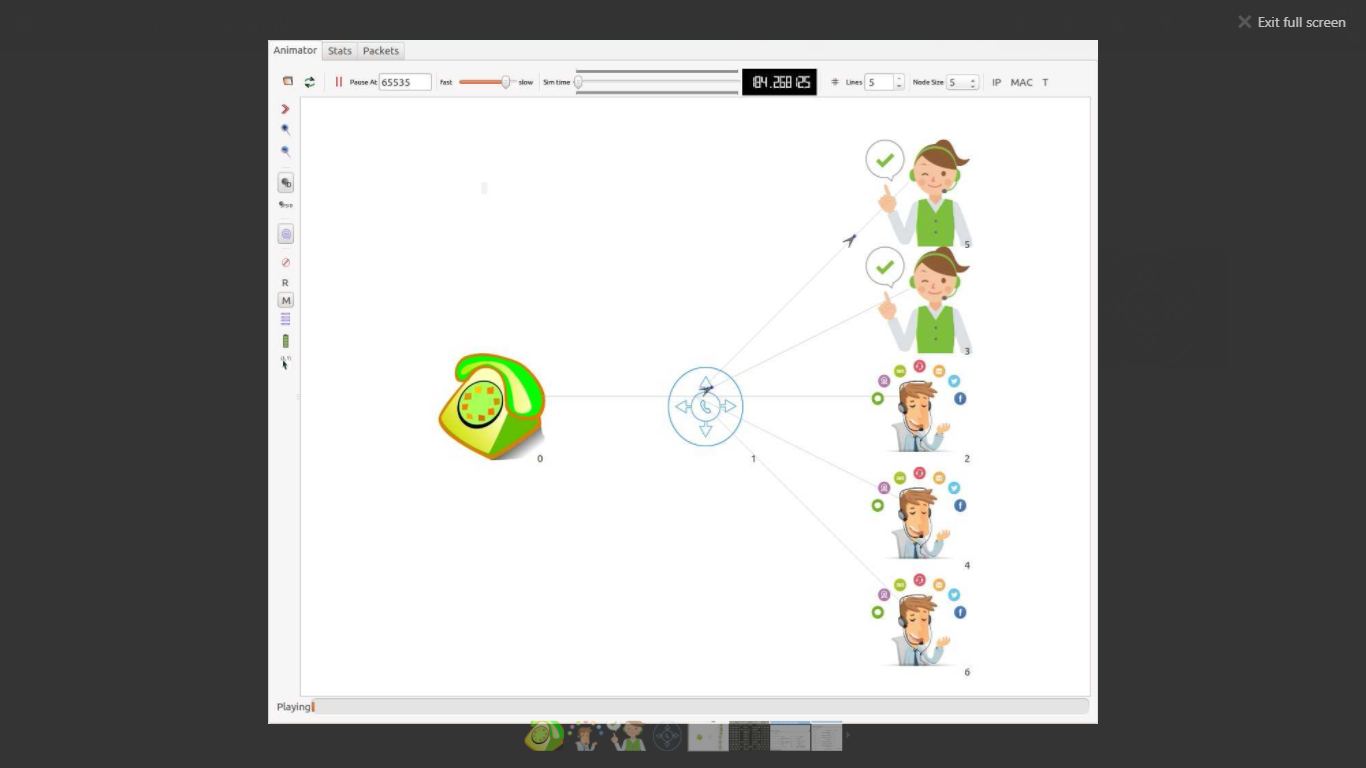 Exit full screen
Animator Stats Packets
Pause At 65535 Fast slow Sim time 184.268125 # Lines 5 Node Size 5 IP MAC T
R
M
5
3
2
0
1
4
6
Playing